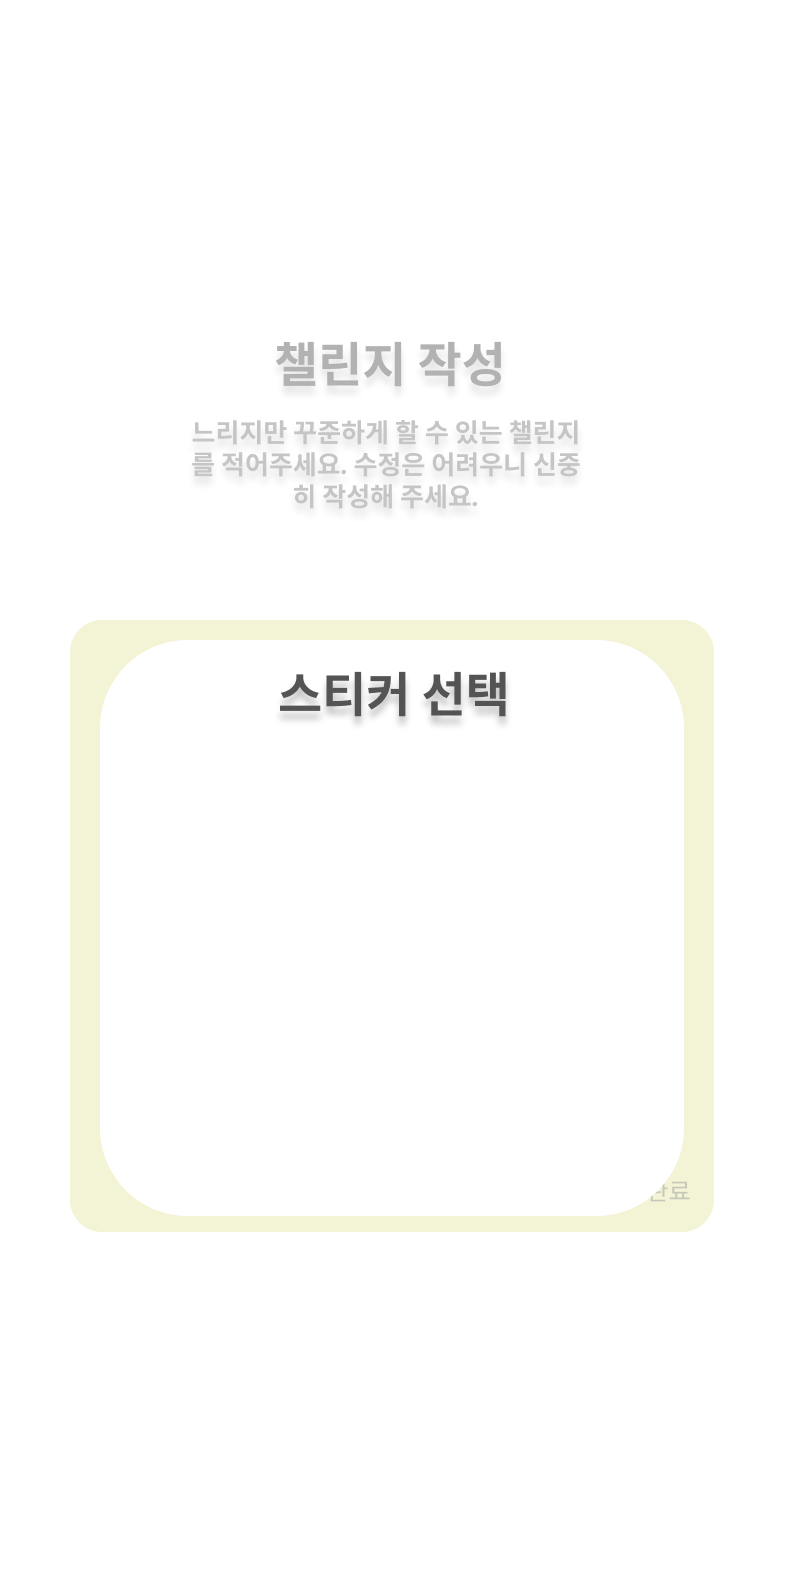 챌린지 작성
느리지만 꾸준하게 할 수 있는 챌린지
를 적어주세요. 수정은 어려우니 신중
히 작성해 주세요.
스티커 선택